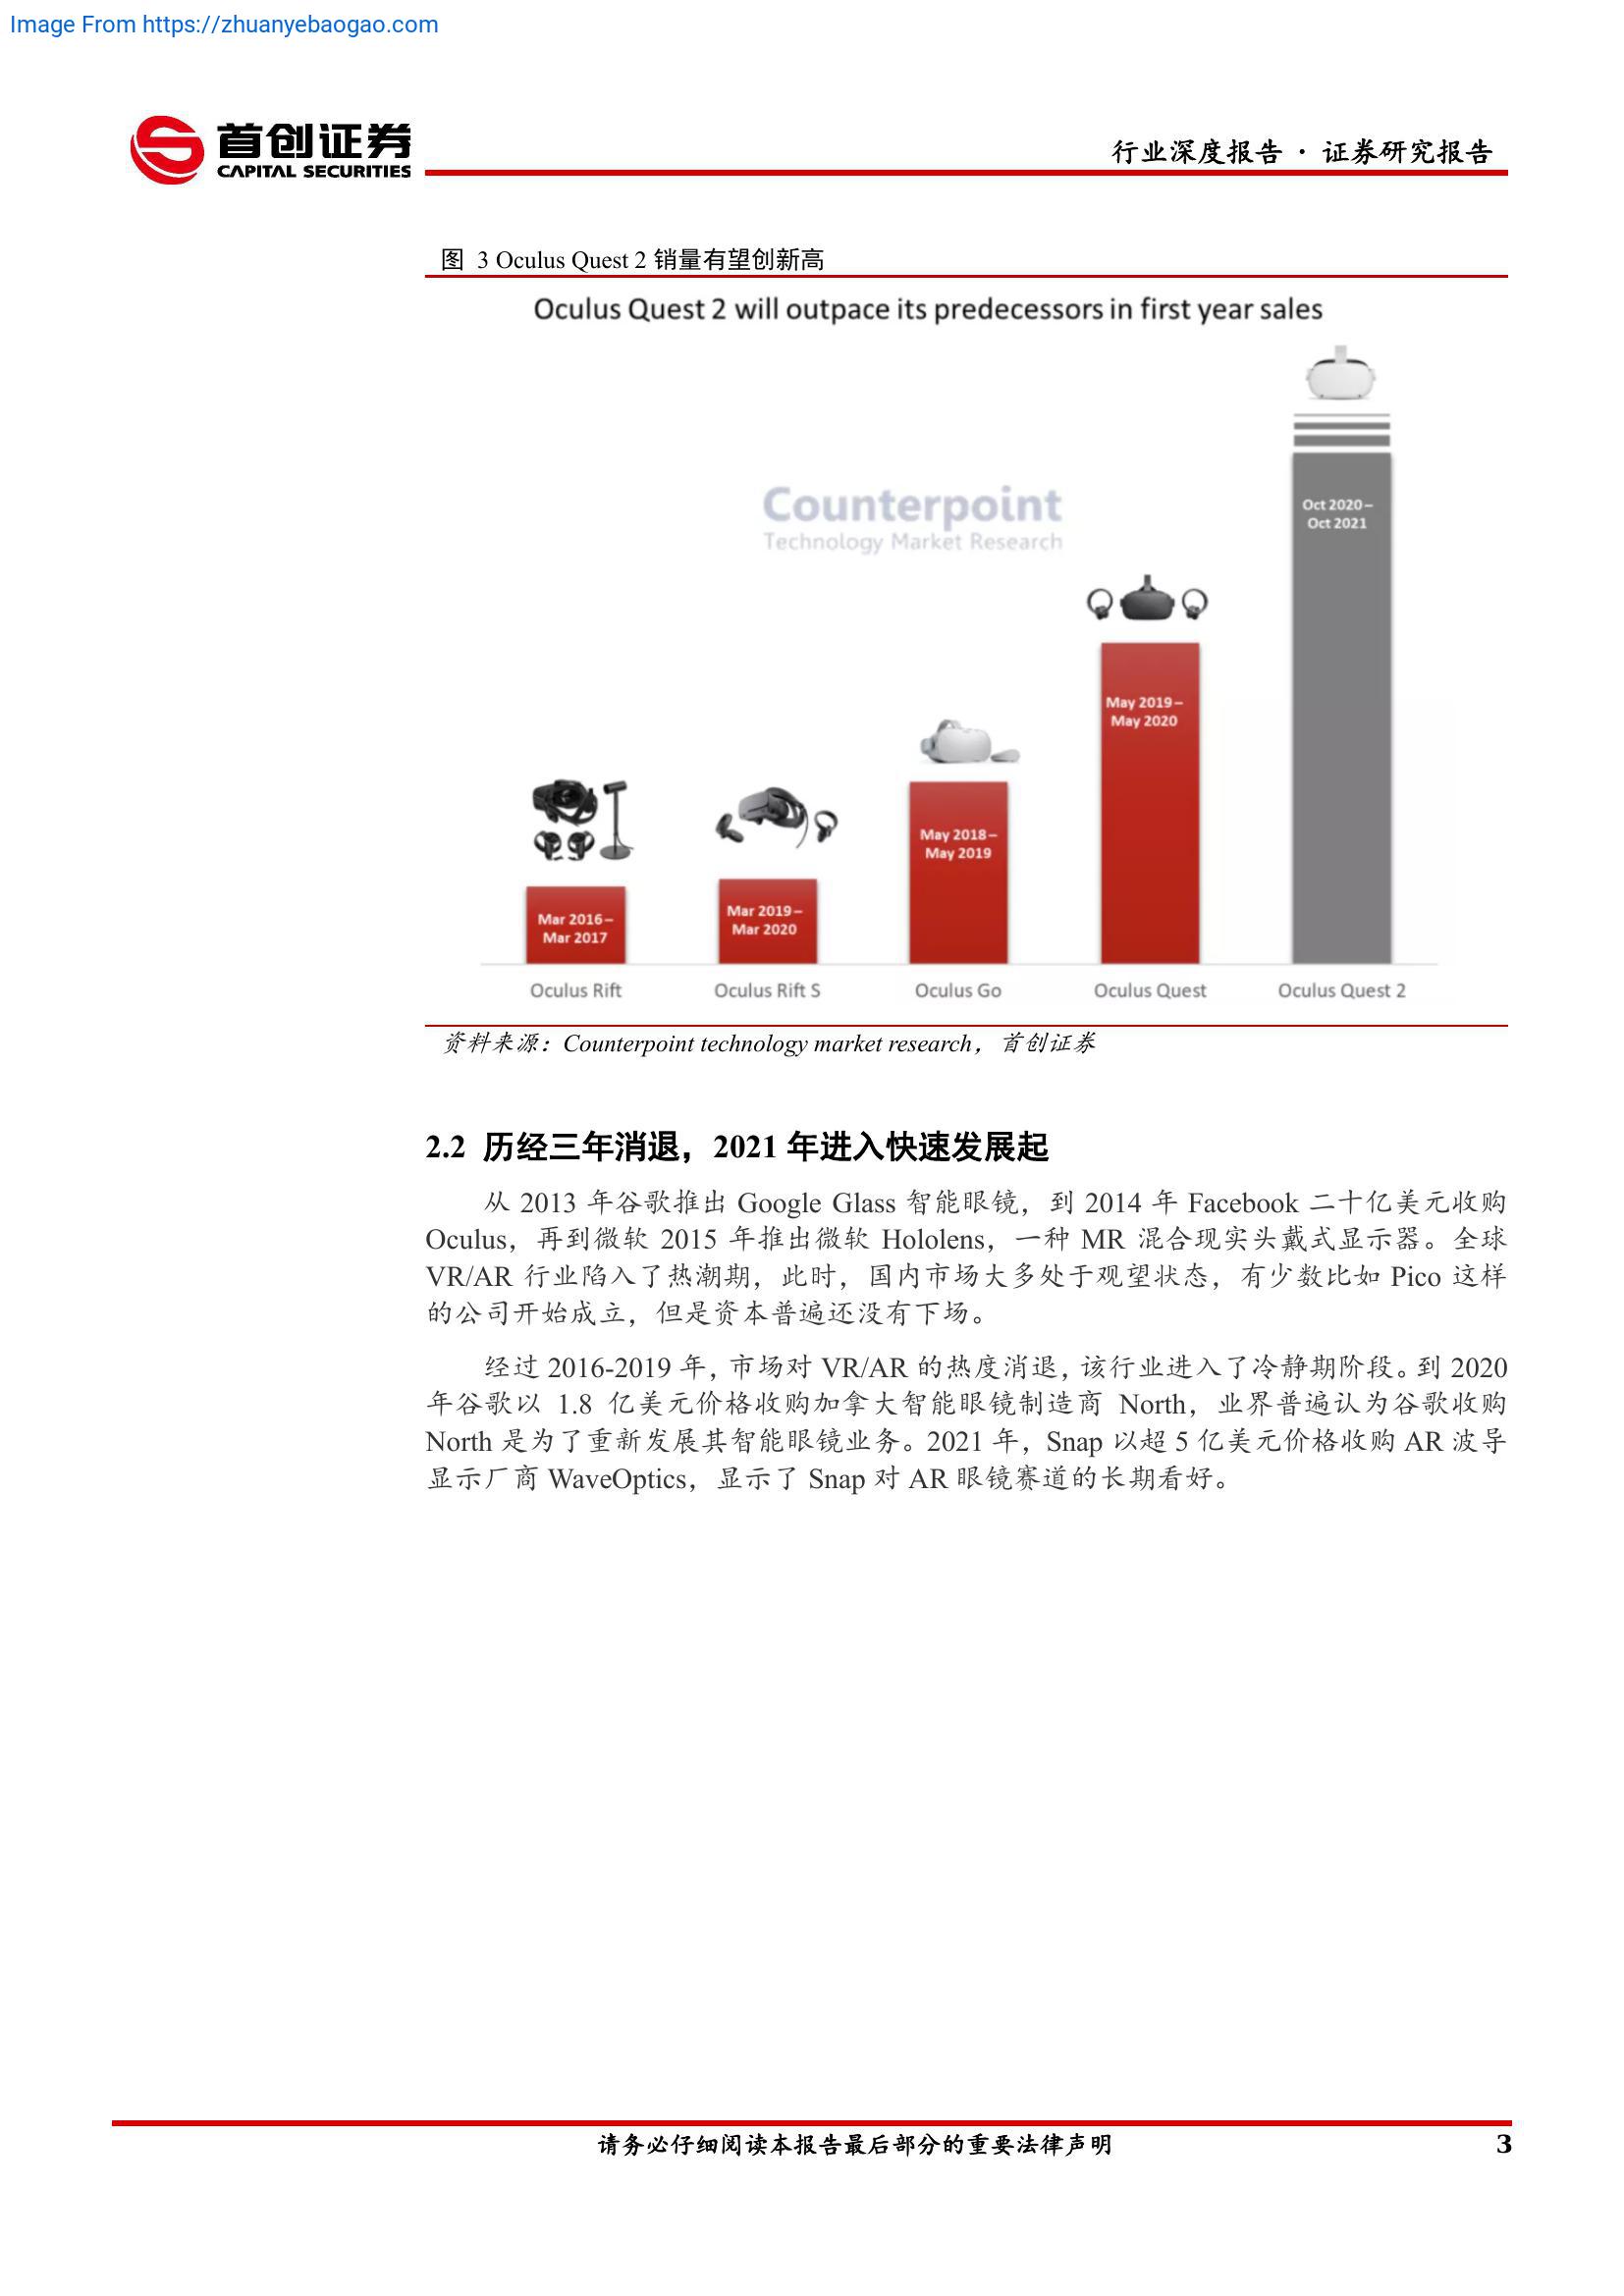 Image From https://zhuanyebaogao.com
首创证券
CAPITAL SECURITIES
行业深度报告 · 证券研究报告
图 3 Oculus Quest 2 销量有望创新高
Oculus Quest 2 will outpace its predecessors in first year sales
Counterpoint
Technology Market Research
Oct 2020–
Oct 2021
May 2019–
May 2020
May 2018–
May 2019
Mar 2016–
Mar 2017
Mar 2019–
Mar 2020
Oculus Rift
Oculus Rift S
Oculus Go
Oculus Quest
Oculus Quest 2
资料来源：Counterpoint technology market research，首创证券
2.2 历经三年消退，2021 年进入快速发展起
从 2013 年谷歌推出 Google Glass 智能眼镜，到 2014 年 Facebook 二十亿美元收购
Oculus，再到微软 2015 年推出微软 Hololens，一种 MR 混合现实头戴式显示器。全球
VR/AR 行业陷入了热潮期，此时，国内市场大多处于观望状态，有少数比如 Pico 这样
的公司开始成立，但是资本普遍还没有下场。
经过 2016-2019 年，市场对 VR/AR 的热度消退，该行业进入了冷静期阶段。到 2020
年谷歌以 1.8 亿美元价格收购加拿大智能眼镜制造商 North，业界普遍认为谷歌收购
North 是为了重新发展其智能眼镜业务。2021 年，Snap 以超 5 亿美元价格收购 AR 波导
显示厂商 WaveOptics，显示了 Snap 对 AR 眼镜赛道的长期看好。
请务必仔细阅读本报告最后部分的重要法律声明
3